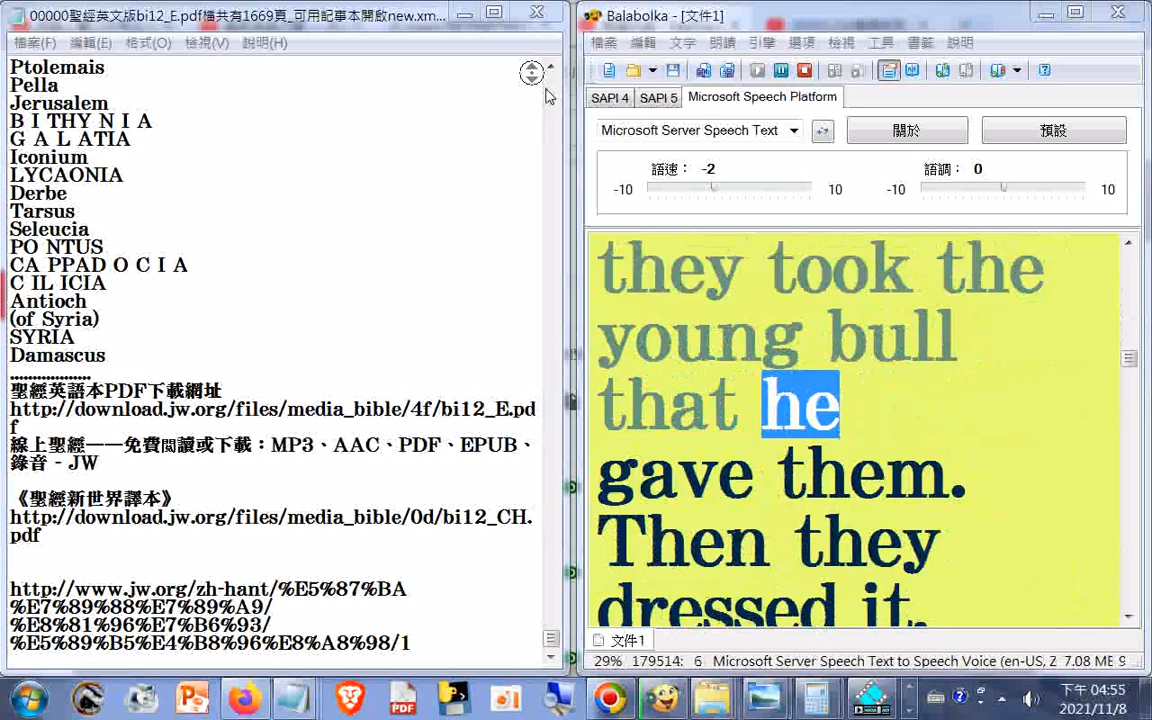 00000聖經英文版bi12_E.pdf檔共有1669頁_可用記事本開啟new.xm...
檔案(F) 編輯(E) 格式(O) 檢視(V) 說明(H)
Ptolemais
Pella
Jerusalem
B I THY N I A
G A L ATIA
Iconium
LYCAONIA
Derbe
Tarsus
Seleucia
PO NTUS
CA PPAD O C I A
C IL ICIA
Antioch
(of Syria)
SYRIA
Damascus
..................
聖經英語本PDF下載網址
http://download.jw.org/files/media_bible/4f/bi12_E.pd
f
線上聖經——免費閱讀或下載：MP3、AAC、PDF、EPUB、
錄音 - JW
《聖經新世界譯本》
http://download.jw.org/files/media_bible/0d/bi12_CH.
pdf
http://www.jw.org/zh-hant/%E5%87%BA
%E7%89%88%E7%89%A9/
%E8%81%96%E7%B6%93/
%E5%89%B5%E4%B8%96%E8%A8%98/1
Balabolka - [文件1]
檔案 編輯 文字 朗讀 引擎 選項 檢視 工具 書籤 說明
SAPI 4 SAPI 5 Microsoft Speech Platform
Microsoft Server Speech Text 關於 預設
語速： -2 語調： 0
-10 10 -10 10
they took the
young bull
that he
gave them.
Then they
dressed it,
文件1
29% 179514: 6 Microsoft Server Speech Text to Speech Voice (en-US, Z 7.08 MB 9
PDF
下午 04:55
2021/11/8